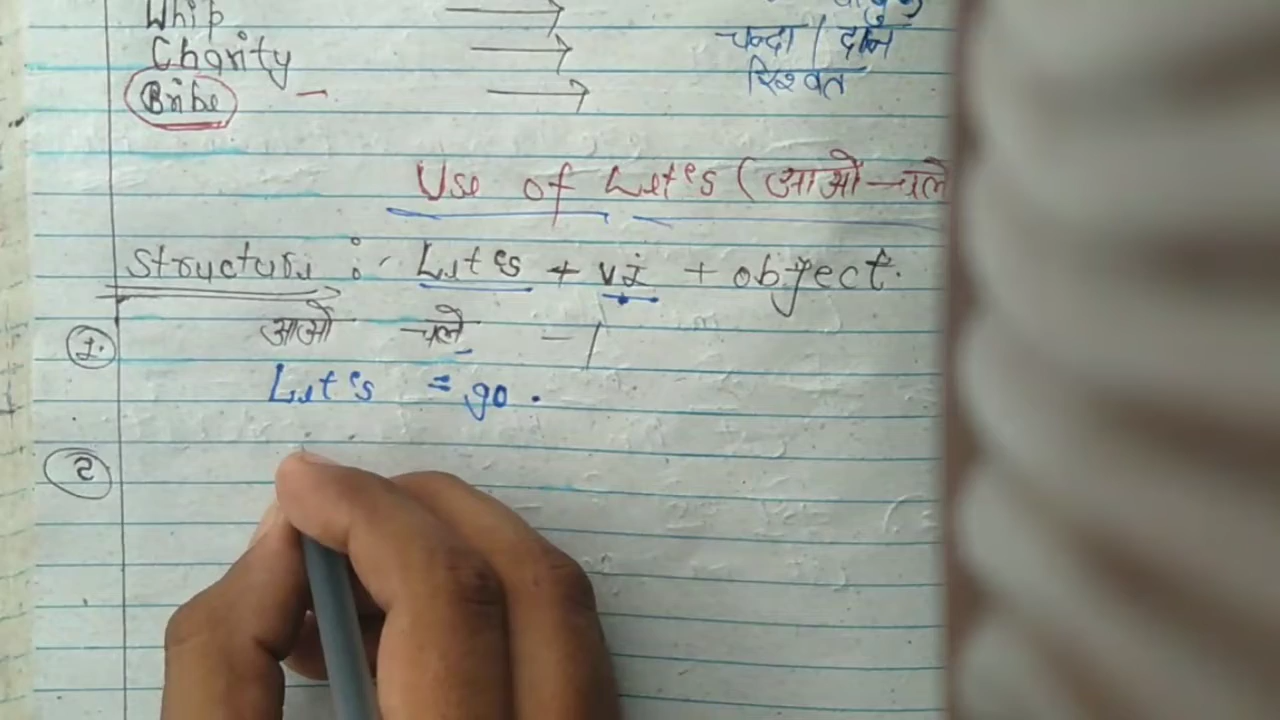 Whip →
Charity → चन्दा / दान
Bribe - → रिश्वत
Use of Let's (आओ चले
Structure :- Let's + v1 + object.
1. आओ चले -।
Let's = go.
2